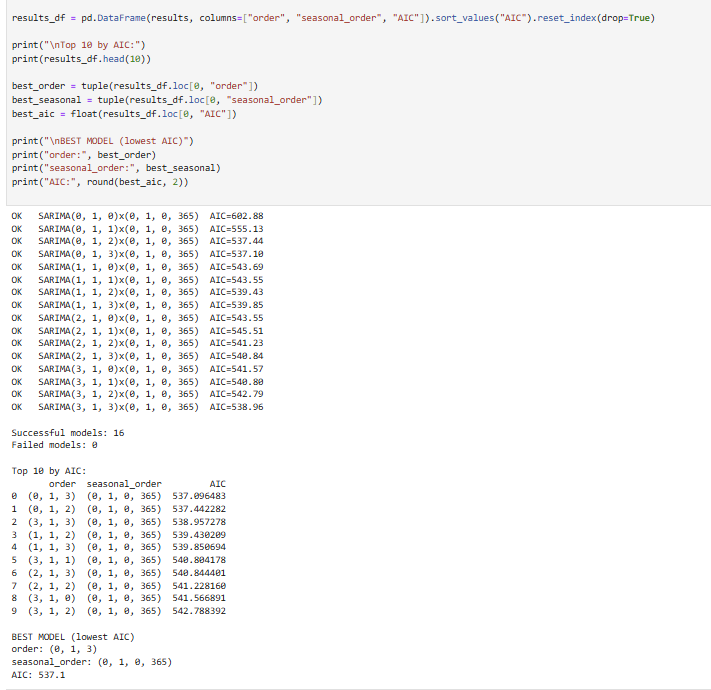 results_df = pd.DataFrame(results, columns=["order", "seasonal_order", "AIC"]).sort_values("AIC").reset_index(drop=True)
print("\nTop 10 by AIC:")
print(results_df.head(10))
best_order = tuple(results_df.loc[0, "order"])
best_seasonal = tuple(results_df.loc[0, "seasonal_order"])
best_aic = float(results_df.loc[0, "AIC"])
print("\nBEST MODEL (lowest AIC)")
print("order:", best_order)
print("seasonal_order:", best_seasonal)
print("AIC:", round(best_aic, 2))
OK   SARIMA(0, 1, 0)x(0, 1, 0, 365)  AIC=602.88
OK   SARIMA(0, 1, 1)x(0, 1, 0, 365)  AIC=555.13
OK   SARIMA(0, 1, 2)x(0, 1, 0, 365)  AIC=537.44
OK   SARIMA(0, 1, 3)x(0, 1, 0, 365)  AIC=537.10
OK   SARIMA(1, 1, 0)x(0, 1, 0, 365)  AIC=543.69
OK   SARIMA(1, 1, 1)x(0, 1, 0, 365)  AIC=543.55
OK   SARIMA(1, 1, 2)x(0, 1, 0, 365)  AIC=539.43
OK   SARIMA(1, 1, 3)x(0, 1, 0, 365)  AIC=539.85
OK   SARIMA(2, 1, 0)x(0, 1, 0, 365)  AIC=543.55
OK   SARIMA(2, 1, 1)x(0, 1, 0, 365)  AIC=545.51
OK   SARIMA(2, 1, 2)x(0, 1, 0, 365)  AIC=541.23
OK   SARIMA(2, 1, 3)x(0, 1, 0, 365)  AIC=540.84
OK   SARIMA(3, 1, 0)x(0, 1, 0, 365)  AIC=541.57
OK   SARIMA(3, 1, 1)x(0, 1, 0, 365)  AIC=540.80
OK   SARIMA(3, 1, 2)x(0, 1, 0, 365)  AIC=542.79
OK   SARIMA(3, 1, 3)x(0, 1, 0, 365)  AIC=538.96
Successful models: 16
Failed models: 0
Top 10 by AIC:
order  seasonal_order         AIC
0  (0, 1, 3)  (0, 1, 0, 365)  537.096483
1  (0, 1, 2)  (0, 1, 0, 365)  537.442282
2  (3, 1, 3)  (0, 1, 0, 365)  538.957278
3  (1, 1, 2)  (0, 1, 0, 365)  539.430209
4  (1, 1, 3)  (0, 1, 0, 365)  539.850694
5  (3, 1, 1)  (0, 1, 0, 365)  540.804178
6  (2, 1, 3)  (0, 1, 0, 365)  540.844401
7  (2, 1, 2)  (0, 1, 0, 365)  541.228160
8  (3, 1, 0)  (0, 1, 0, 365)  541.566891
9  (3, 1, 2)  (0, 1, 0, 365)  542.788392
BEST MODEL (lowest AIC)
order: (0, 1, 3)
seasonal_order: (0, 1, 0, 365)
AIC: 537.1